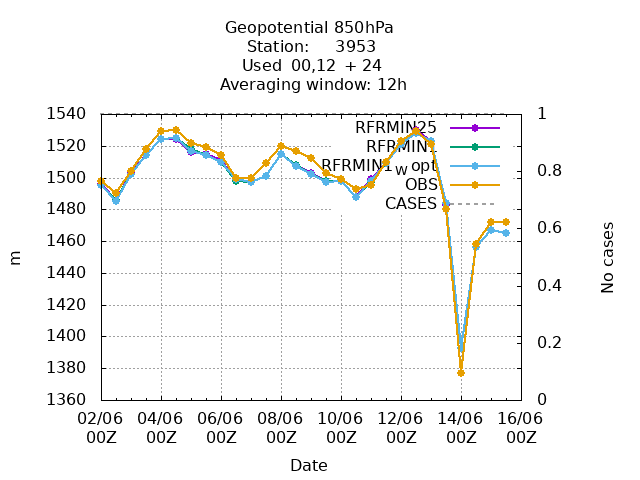 Geopotential 850hPa
Station: 3953
Used 00,12 + 24
Averaging window: 12h
1540
1520
1500
1480
1460
1440
1420
1400
1380
1360
m
1
0.8
0.6
0.4
0.2
0
No cases
RFRMIN25
RFRMIN1
RFRMIN1w opt
OBS
CASES
02/06 04/06 06/06 08/06 10/06 12/06 14/06 16/06
00Z 00Z 00Z 00Z 00Z 00Z 00Z 00Z
Date